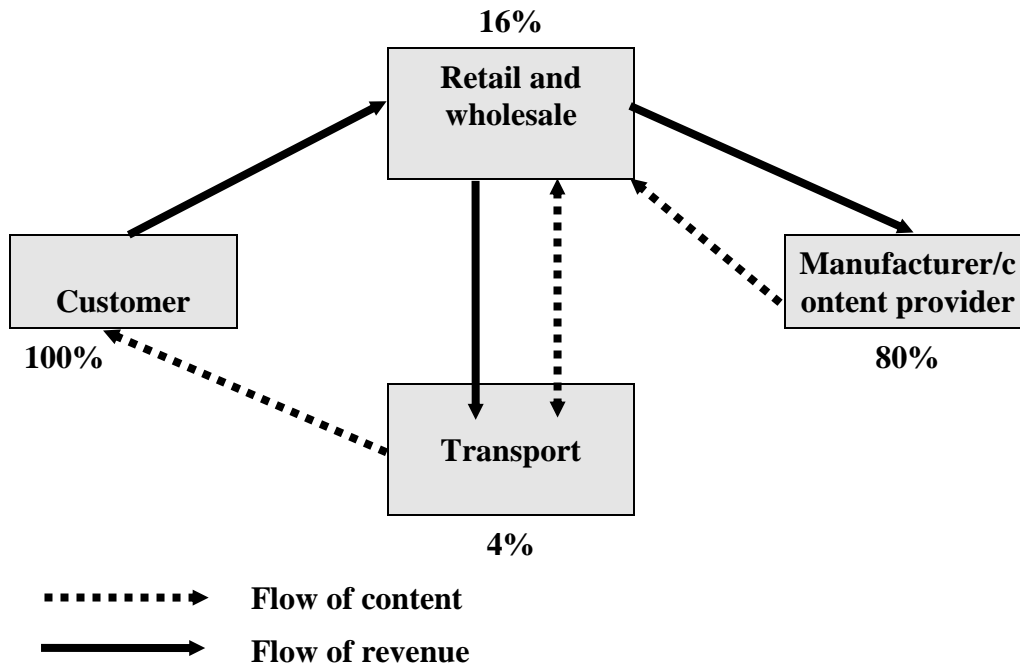 16%
Retail and
wholesale
Customer
100%
Manufacturer/c
ontent provider
80%
Transport
4%
Flow of content
Flow of revenue